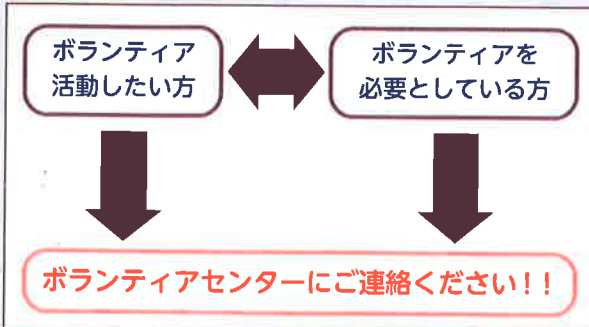 ボランティア
活動したい方
ボランティアを
必要としている方
ボランティアセンターにご連絡ください！！